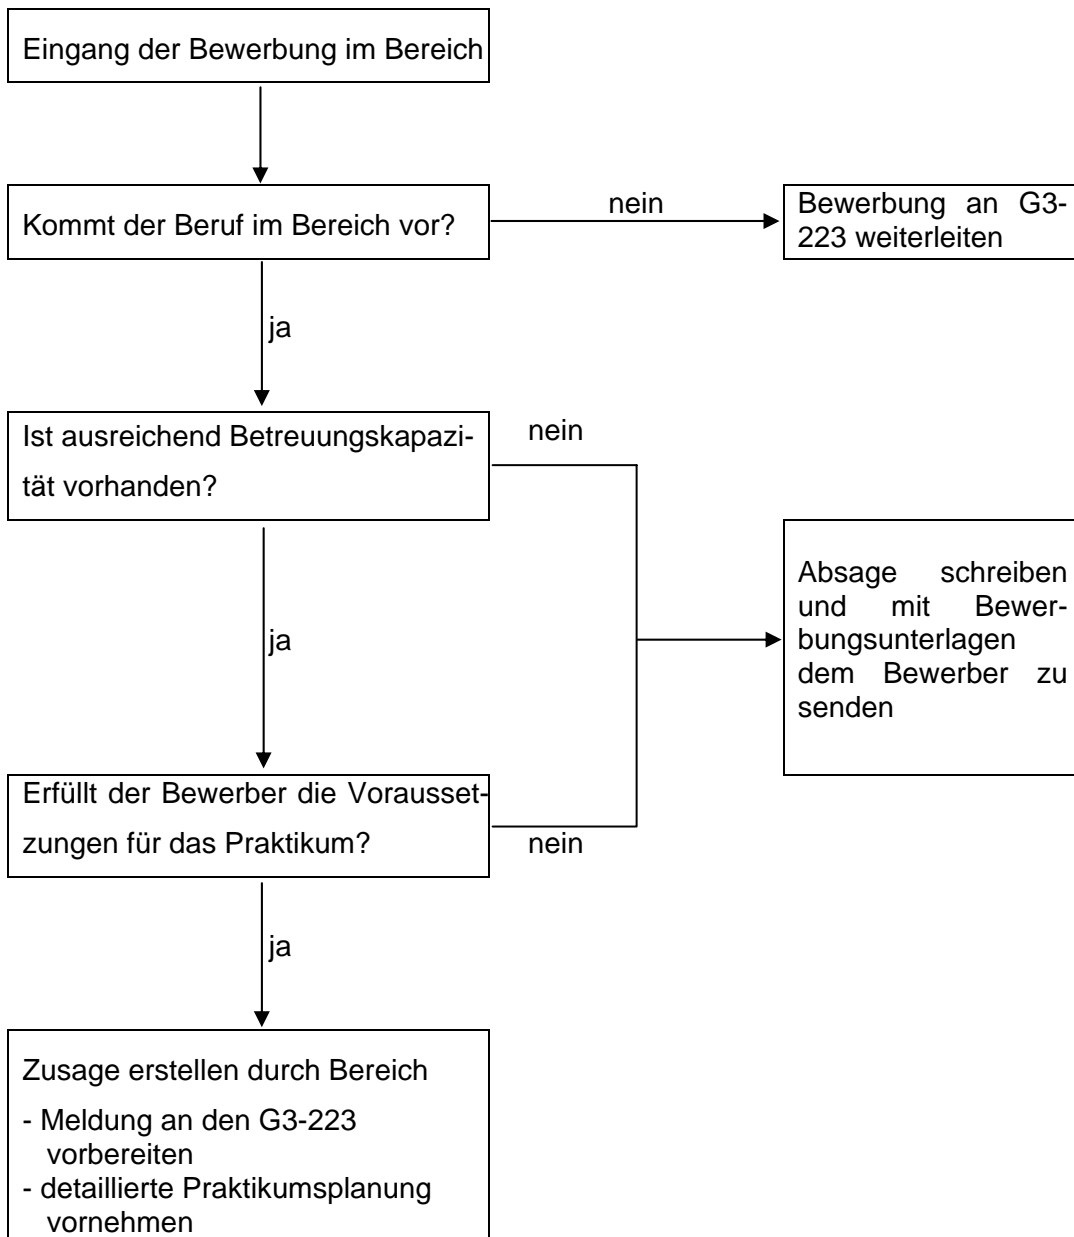 Eingang der Bewerbung im Bereich
Kommt der Beruf im Bereich vor?
nein
Bewerbung an G3-
223 weiterleiten
ja
Ist ausreichend Betreuungskapazi-
tät vorhanden?
nein
Absage schreiben
und mit Bewer-
bungsunterlagen
dem Bewerber zu
senden
ja
Erfüllt der Bewerber die Vorausset-
zungen für das Praktikum?
nein
ja
Zusage erstellen durch Bereich
- Meldung an den G3-223
vorbereiten
- detaillierte Praktikumsplanung
vornehmen